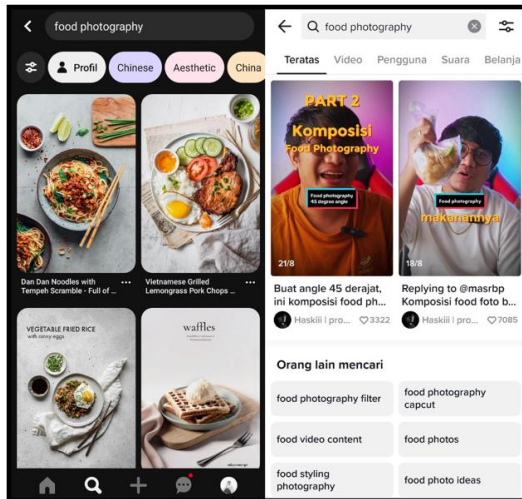 food photography
Profil
Chinese
Aesthetic
China
Dan Dan Noodles with
Tempeh Scramble - Full of ...
Vietnamese Grilled
Lemongrass Pork Chops ...
VEGETABLE FRIED RICE
with runny eggs
waffles
food photography
Teratas
Video
Pengguna
Suara
Belanja
PART 2
Komposisi
Food Photography
Food photography
45 degree angle
21/8
Food photography
makanannya
18/8
Buat angle 45 derajat,
ini komposisi food ph...
Haskiii | pro...
3322
Replying to @masrbp
Komposisi food foto b...
Haskiii | pro...
7085
Orang lain mencari
food photography filter
food photography
capcut
food video content
food photos
food styling
photography
food photo ideas